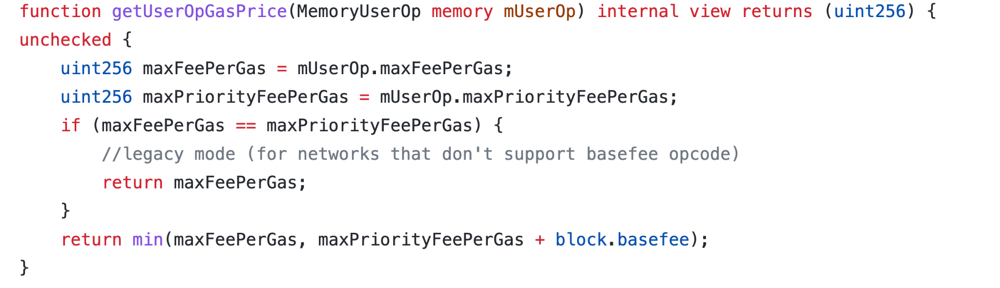 function getUserOpGasPrice(MemoryUserOp memory mUserOp) internal view returns (uint256) {
unchecked {
    uint256 maxFeePerGas = mUserOp.maxFeePerGas;
    uint256 maxPriorityFeePerGas = mUserOp.maxPriorityFeePerGas;
    if (maxFeePerGas == maxPriorityFeePerGas) {
        //legacy mode (for networks that don't support basefee opcode)
        return maxFeePerGas;
    }
    return min(maxFeePerGas, maxPriorityFeePerGas + block.basefee);
}